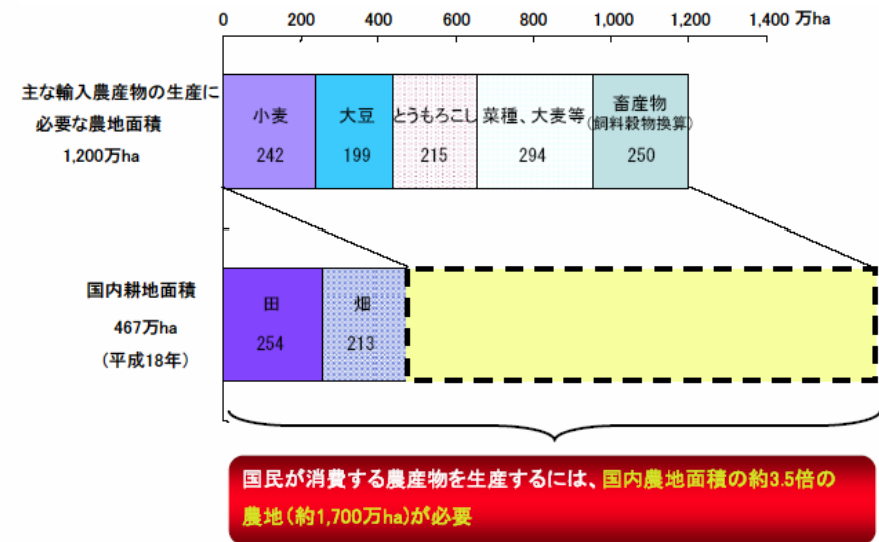 0 200 400 600 800 1,000 1,200 1,400 万ha
主な輸入農産物の生産に
必要な農地面積
1,200万ha
小麦
242
大豆
199
とうもろこし
215
菜種、大麦等
294
畜産物
(飼料穀物換算)
250
国内耕地面積
467万ha
(平成18年)
田
254
畑
213
国民が消費する農産物を生産するには、国内農地面積の約3.5倍の
農地(約1,700万ha)が必要